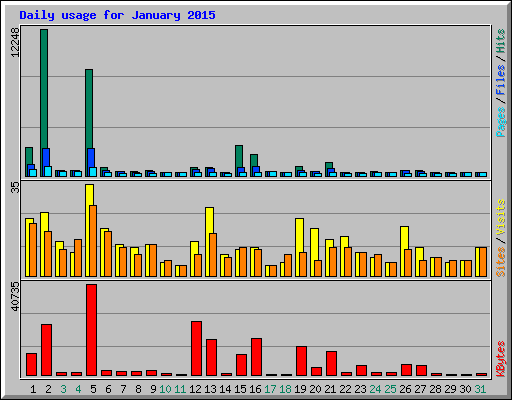 Daily usage for January 2015
12248
Pages / Files / Hits
35
Sites / Visits
40735
KBytes
1 2 3 4 5 6 7 8 9 10 11 12 13 14 15 16 17 18 19 20 21 22 23 24 25 26 27 28 29 30 31